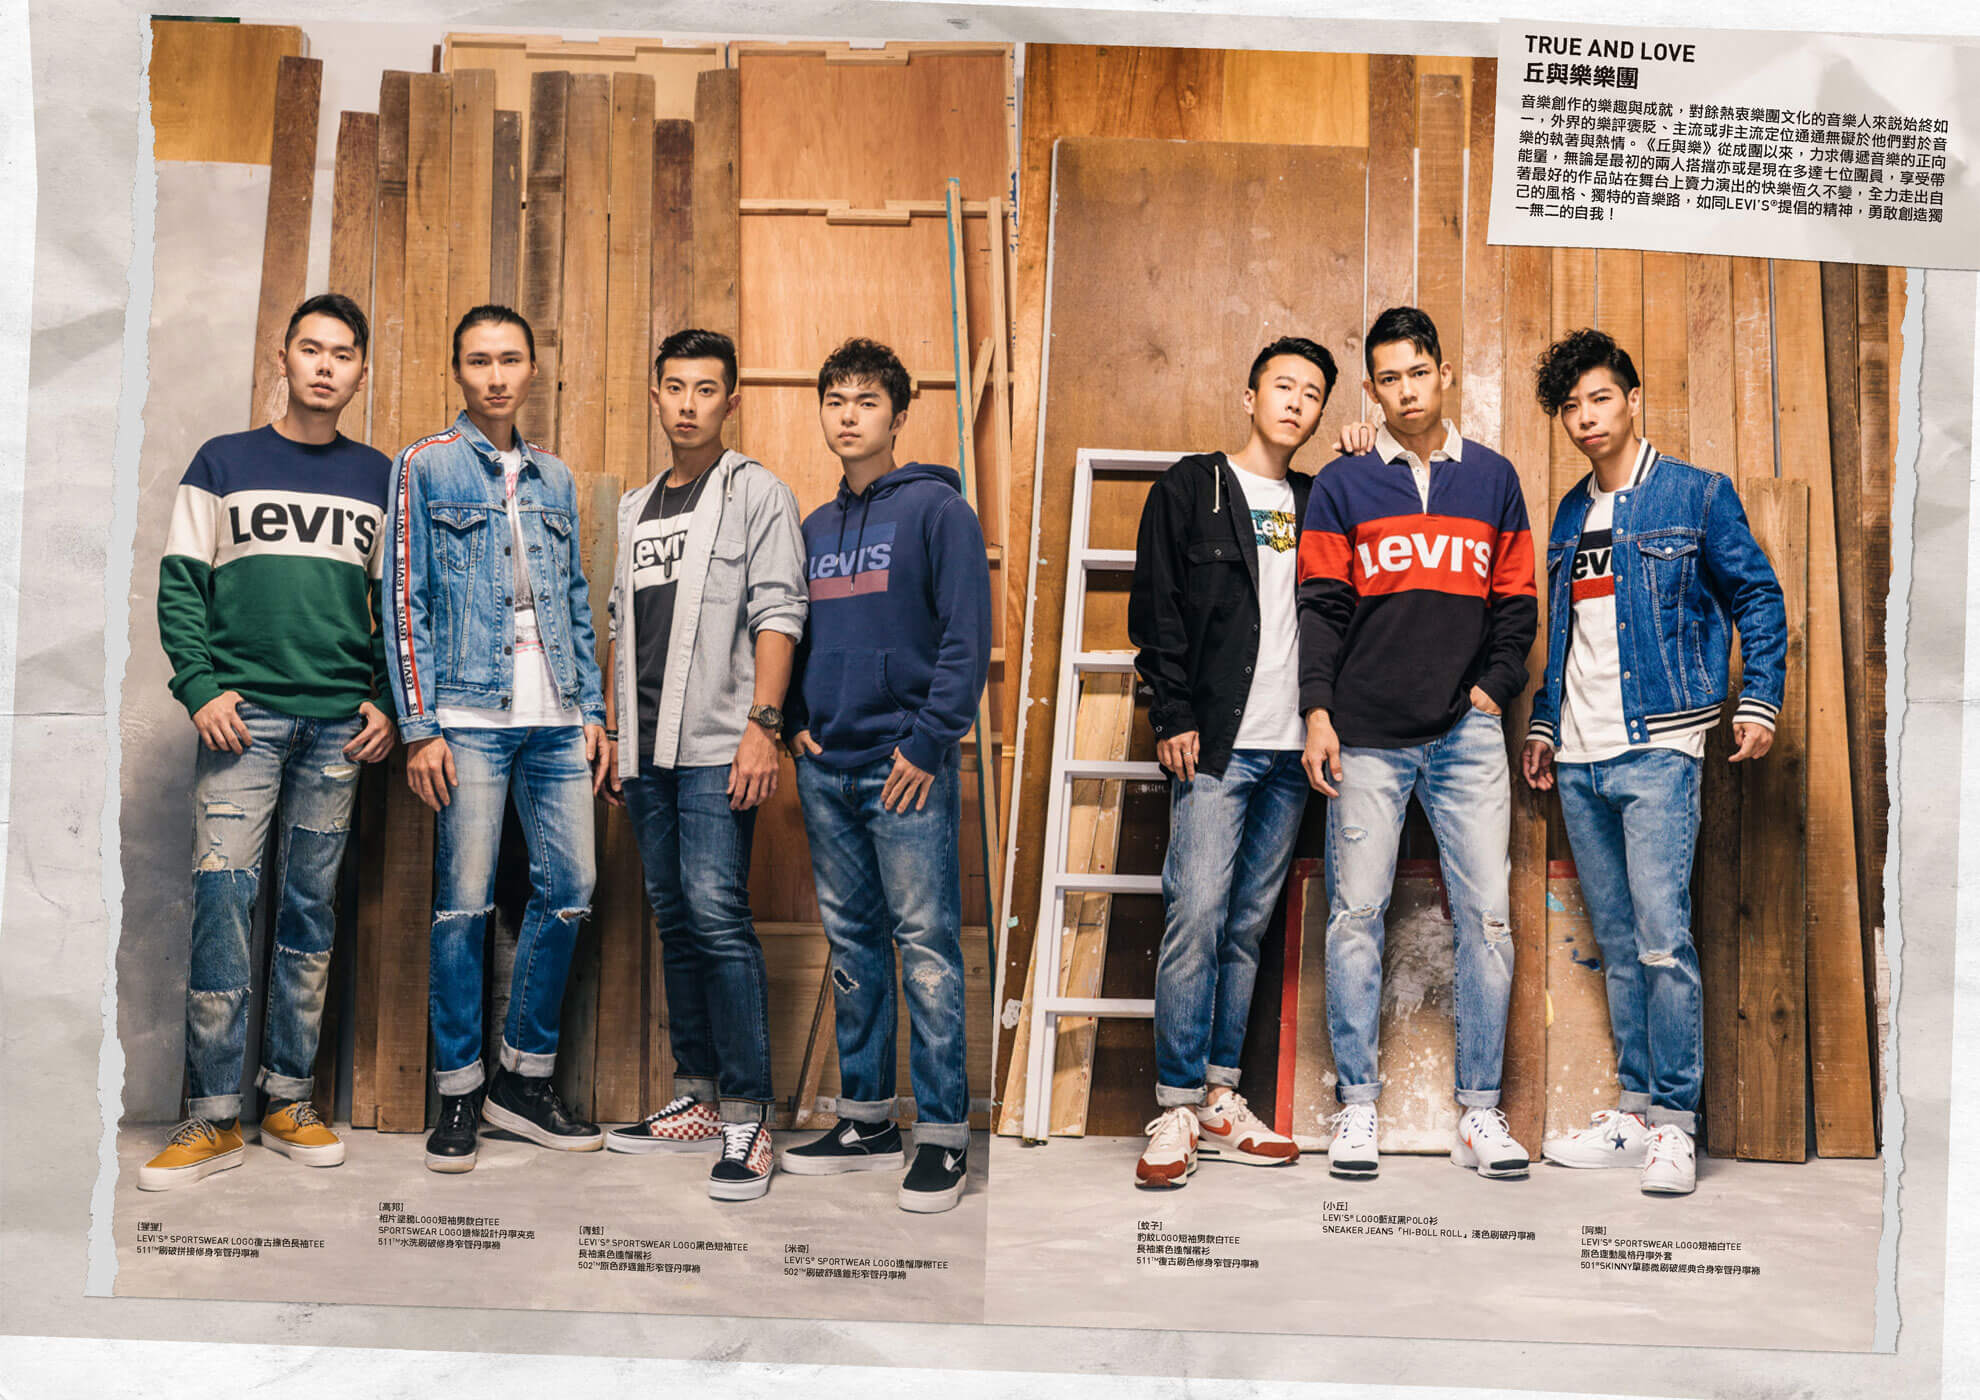 TRUE AND LOVE
丘與樂樂團
音樂創作的樂趣與成就，對餘熱衷樂團文化的音樂人來說始終如
一，外界的樂評褒貶、主流或非主流定位通通無礙於他們對於音
樂的執著與熱情。《丘與樂》從成團以來，力求傳遞音樂的正向
能量，無論是最初的兩人搭擋亦或是現在多達七位團員，享受帶
著最好的作品站在舞台上賣力演出的快樂恆久不變，全力走出自
己的風格、獨特的音樂路，如同LEVI'S®提倡的精神，勇敢創造獨
一無二的自我！
Levi's
LEVI'S
Levi's
LEVI'S
Levi's
Levi's
[玀玀]
LEVI'S® SPORTSWEAR LOGO復古撞色長袖TEE
511™刷破拼接修身窄管丹寧褲
[高邦]
相片塗鴉LOGO短袖男款白TEE
SPORTSWEAR LOGO邊條設計丹寧夾克
511™水洗刷破修身窄管丹寧褲
[青蛙]
LEVI'S® SPORTSWEAR LOGO黑色短袖TEE
長袖素色連帽襯衫
502™原色舒適錐形窄管丹寧褲
[米奇]
LEVI'S® SPORTWEAR LOGO連帽厚棉TEE
502™刷破舒適錐形窄管丹寧褲
[蚊子]
豹紋LOGO短袖男款白TEE
長袖素色連帽襯衫
511™復古刷色修身窄管丹寧褲
[小丘]
LEVI'S® LOGO藍紅黑POLO衫
SNEAKER JEANS「HI-BOLL ROLL」淺色刷破丹寧褲
[阿樂]
LEVI'S® SPORTSWEAR LOGO短袖白TEE
原色運動風格丹寧外套
501®SKINNY單膝微刷破經典合身窄管丹寧褲